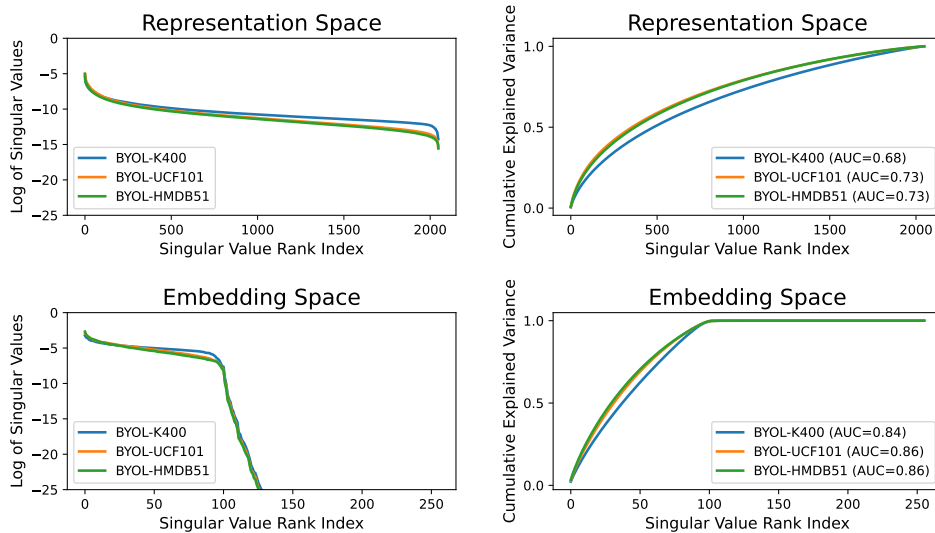 Representation Space
Log of Singular Values
0
−5
−10
−15
−20
−25
BYOL-K400
BYOL-UCF101
BYOL-HMDB51
0
500
1000
1500
2000
Singular Value Rank Index
Representation Space
Cumulative Explained Variance
1.0
0.5
0.0
BYOL-K400 (AUC=0.68)
BYOL-UCF101 (AUC=0.73)
BYOL-HMDB51 (AUC=0.73)
0
500
1000
1500
2000
Singular Value Rank Index
Embedding Space
Log of Singular Values
0
−5
−10
−15
−20
−25
BYOL-K400
BYOL-UCF101
BYOL-HMDB51
0
50
100
150
200
250
Singular Value Rank Index
Embedding Space
Cumulative Explained Variance
1.0
0.5
0.0
BYOL-K400 (AUC=0.84)
BYOL-UCF101 (AUC=0.86)
BYOL-HMDB51 (AUC=0.86)
0
50
100
150
200
250
Singular Value Rank Index